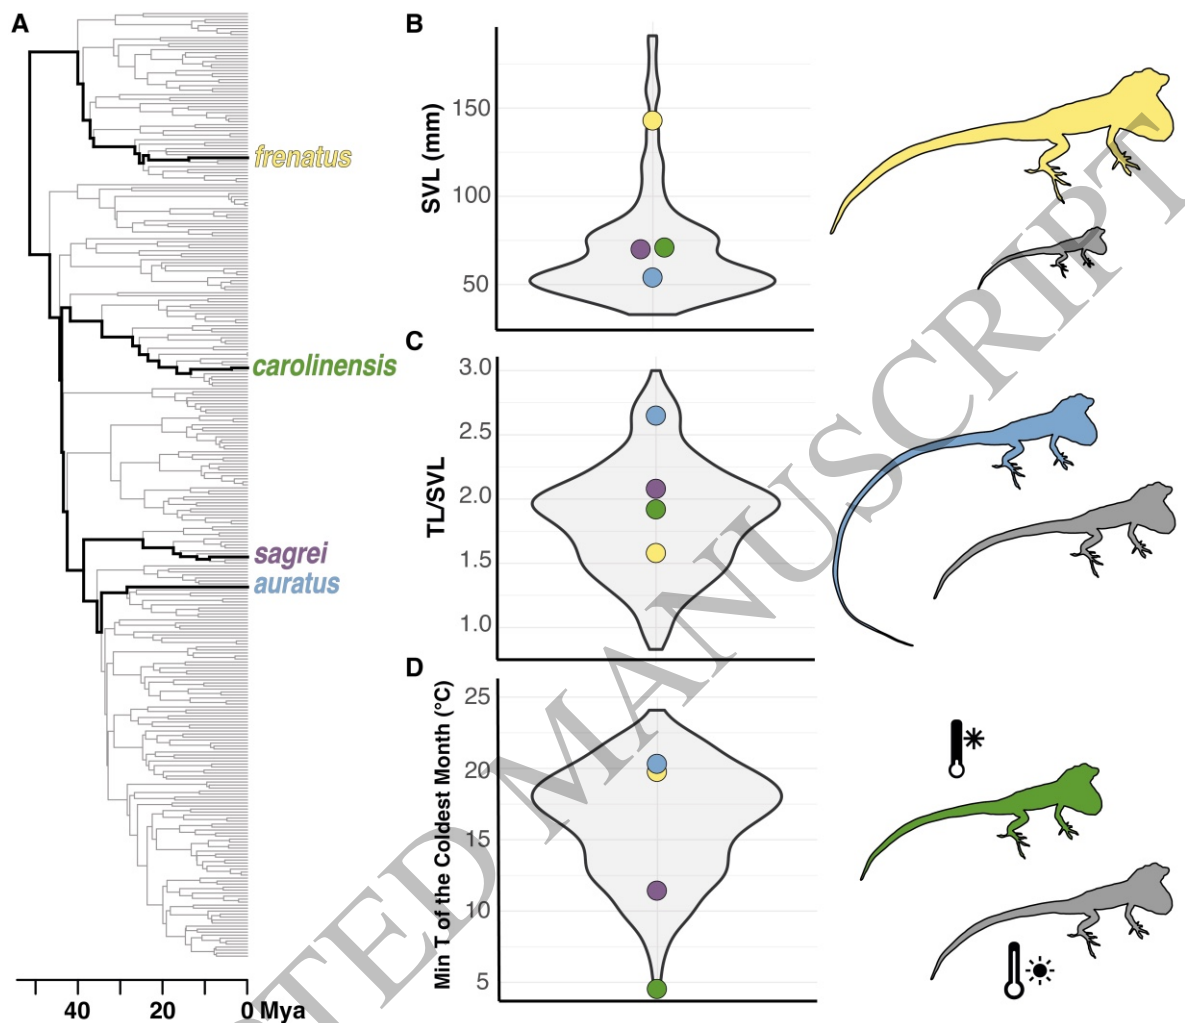 A
frenatus
carolinensis
sagrei
auratus
40 20 0 Mya
B
SVL (mm)
150
100
50
C
TL/SVL
3.0
2.5
2.0
1.5
1.0
D
Min T of the Coldest Month (°C)
25
20
15
10
5
TED MANUSCRIPT